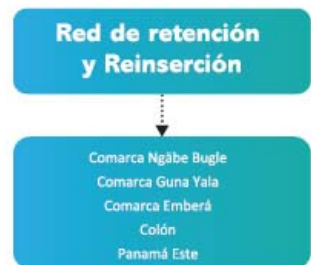 Red de retención
y Reinserción
Comarca Ngäbe Bugle
Comarca Guna Yala
Comarca Emberá
Colón
Panamá Este